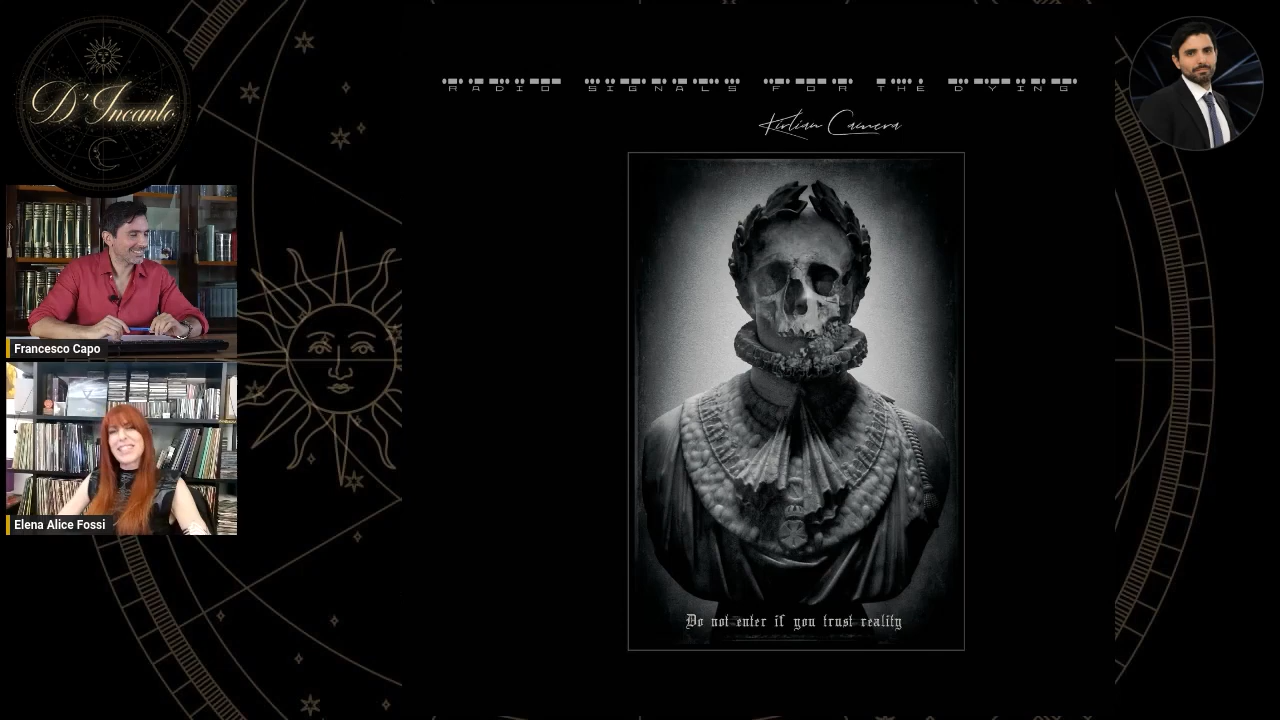 D'Incanto
RADIO SIGNALS FOR THE DYING
Kirlian Camera
Francesco Capo
Elena Alice Fossi
Do not enter if you trust reality